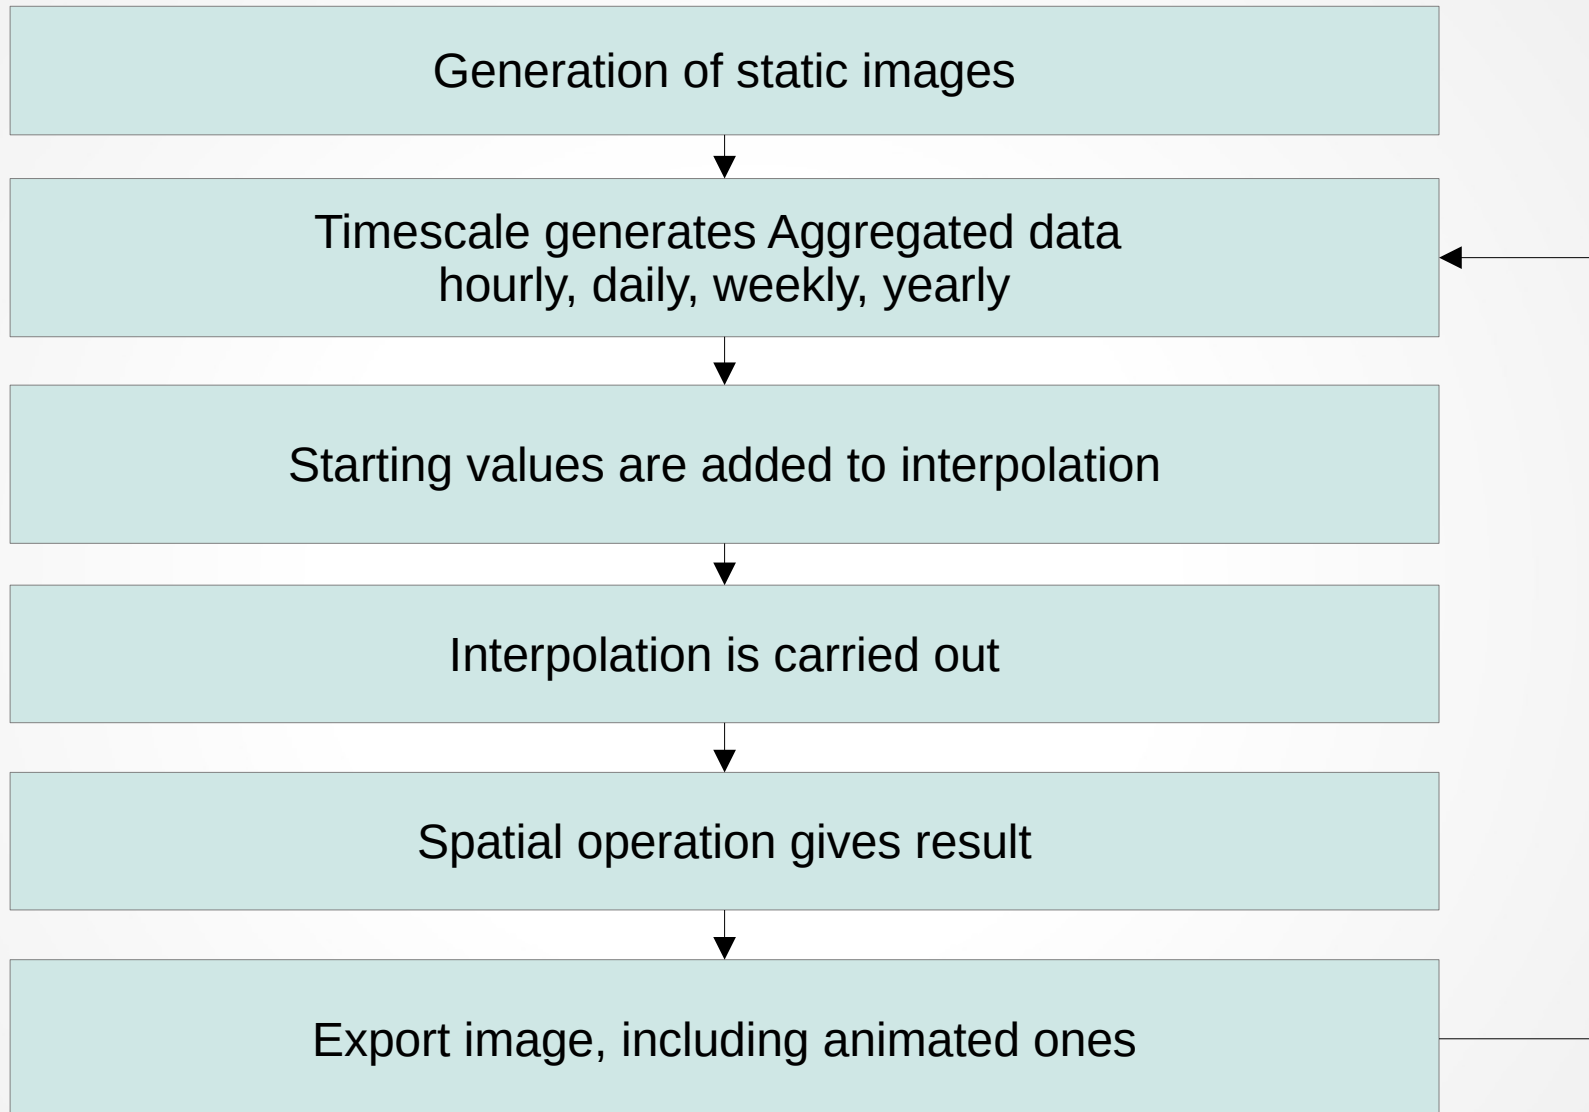 Generation of static images
Timescale generates Aggregated data
hourly, daily, weekly, yearly
Starting values are added to interpolation
Interpolation is carried out
Spatial operation gives result
Export image, including animated ones